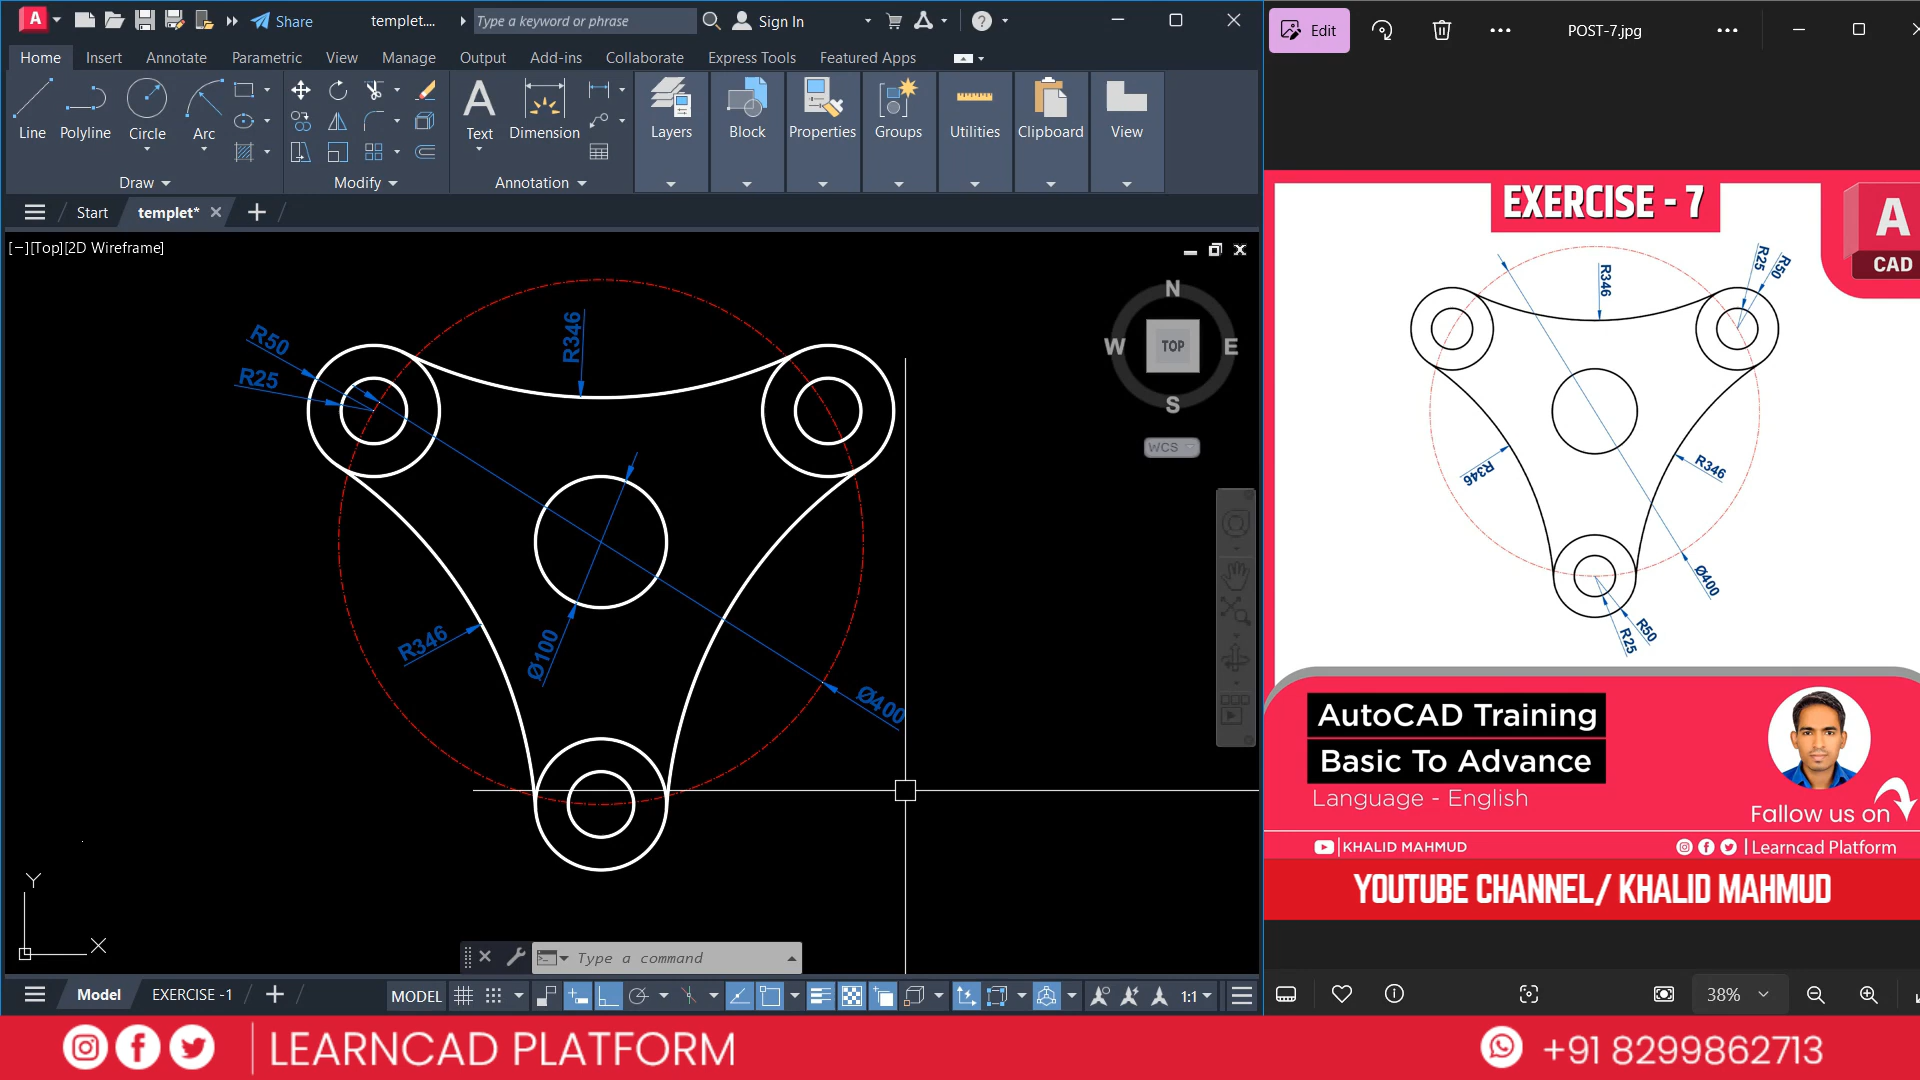 A
Share
templet....
Type a keyword or phrase
Sign In
?
Home Insert Annotate Parametric View Manage Output Add-ins Collaborate Express Tools Featured Apps
Line Polyline Circle Arc
Text Dimension
Layers Block Properties Groups Utilities Clipboard View
Draw Modify Annotation
Start templet*
[−][Top][2D Wireframe]
N
W TOP E
S
WCS
R50
R25
R346
R346
Ø100
Ø400
Y
X
Type a command
Model EXERCISE -1
MODEL
1:1
Edit
POST-7.jpg
EXERCISE - 7
A
CAD
R346
R25
R50
R346
R346
Ø400
R50
R25
AutoCAD Training
Basic To Advance
Language - English
Fallow us on
KHALID MAHMUD
| Learncad Platform
YOUTUBE CHANNEL/ KHALID MAHMUD
38%
LEARNCAD PLATFORM
+91 8299862713